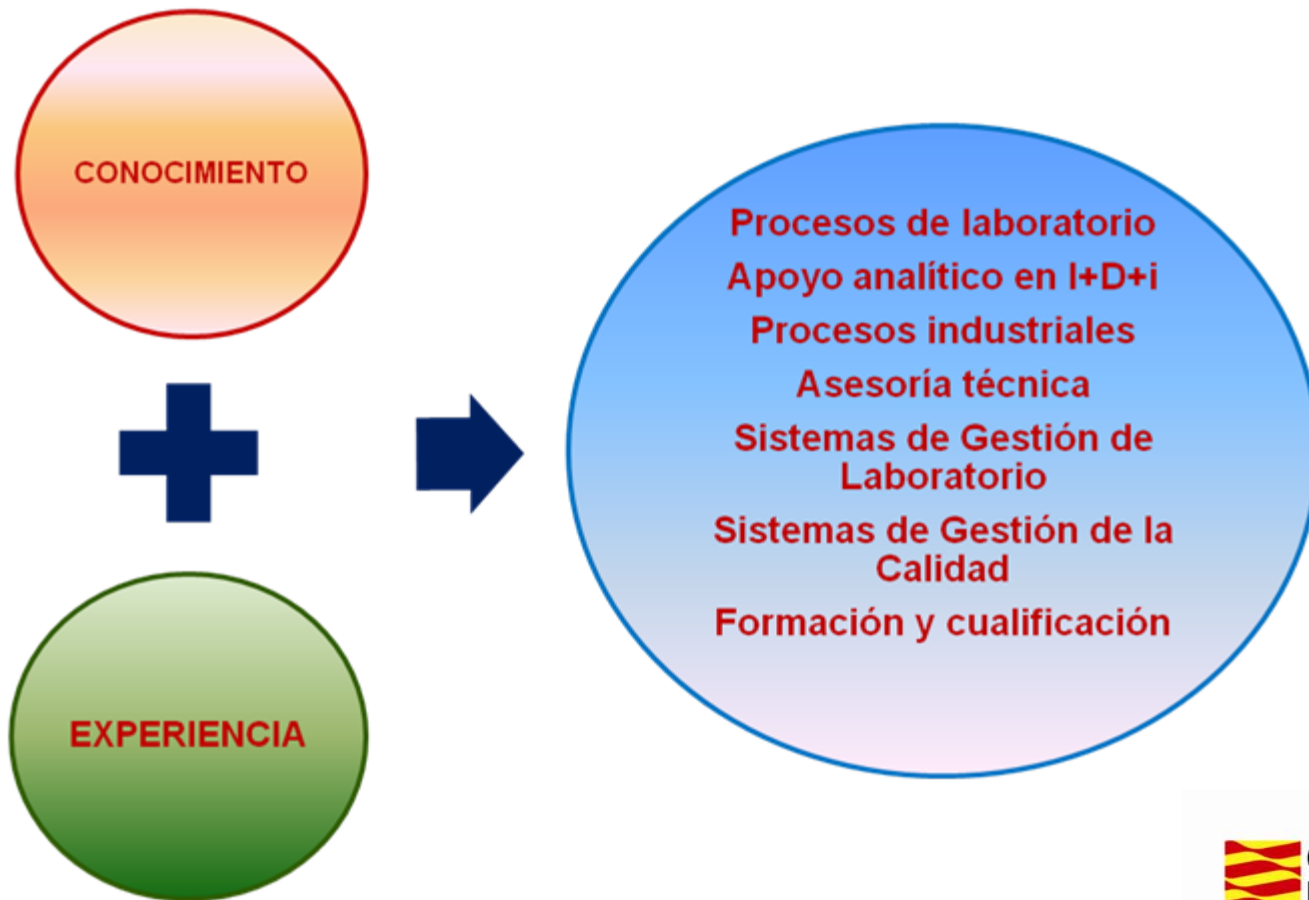 CONOCIMIENTO
EXPERIENCIA
Procesos de laboratorio
Apoyo analítico en I+D+i
Procesos industriales
Asesoría técnica
Sistemas de Gestión de
Laboratorio
Sistemas de Gestión de la
Calidad
Formación y cualificación